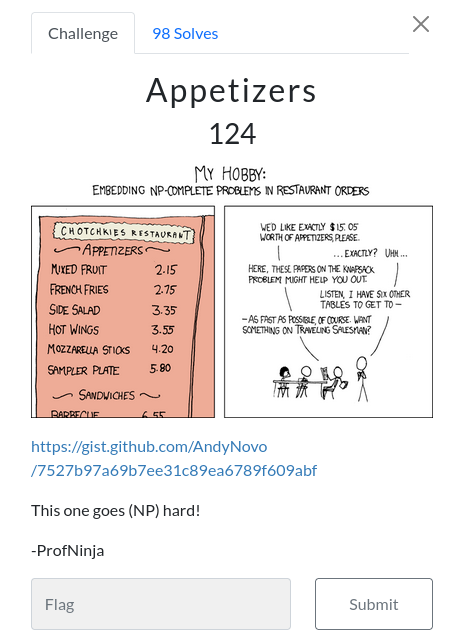 Challenge
98 Solves
Appetizers
124
MY HOBBY:
EMBEDDING NP-COMPLETE PROBLEMS IN RESTAURANT ORDERS
CHOTCHKIES RESTAURANT
APPETIZERS
MIXED FRUIT 2.15
FRENCH FRIES 2.75
SIDE SALAD 3.35
HOT WINGS 3.55
MOZZARELLA STICKS 4.20
SAMPLER PLATE 5.80
SANDWICHES
BARBECUE 6.55
WE'D LIKE EXACTLY $15.05
WORTH OF APPETIZERS, PLEASE.
...EXACTLY? UHH...
HERE, THESE PAPERS ON THE KNAPSACK
PROBLEM MIGHT HELP YOU OUT.
LISTEN, I HAVE SIX OTHER
TABLES TO GET TO —
—AS FAST AS POSSIBLE, OF COURSE. WANT
SOMETHING ON TRAVELING SALESMAN?
https://gist.github.com/AndyNovo
/7527b97a69b7ee31c89ea6789f609abf
This one goes (NP) hard!
-ProfNinja
Flag
Submit